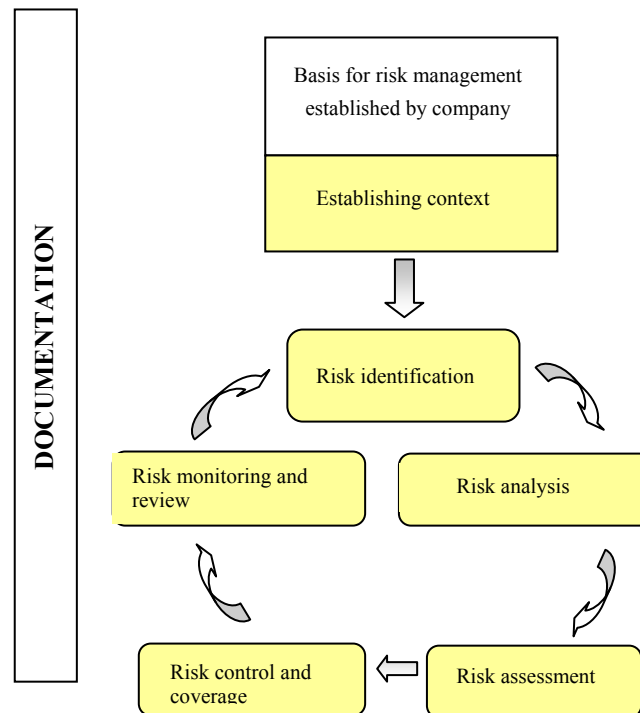 DOCUMENTATION
Basis for risk management
established by company
Establishing context
Risk identification
Risk monitoring and
review
Risk analysis
Risk control and
coverage
Risk assessment